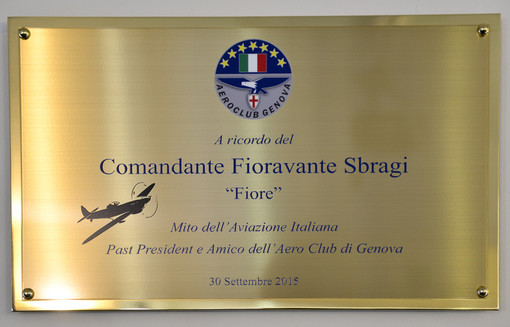 AEROCLUB GENOVA
A ricordo del
Comandante Fioravante Sbragi
“Fiore”
Mito dell'Aviazione Italiana
Past President e Amico dell'Aero Club di Genova
30 Settembre 2015